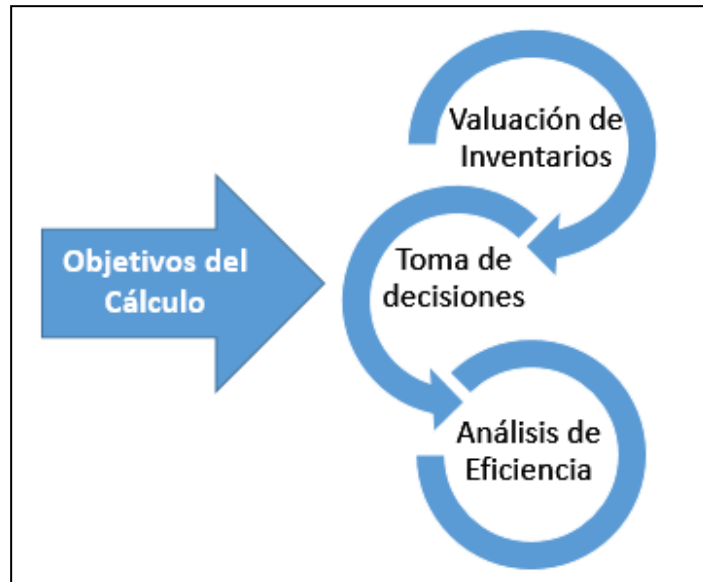 Valuación de
Inventarios
Objetivos del
Cálculo
Toma de
decisiones
Análisis de
Eficiencia